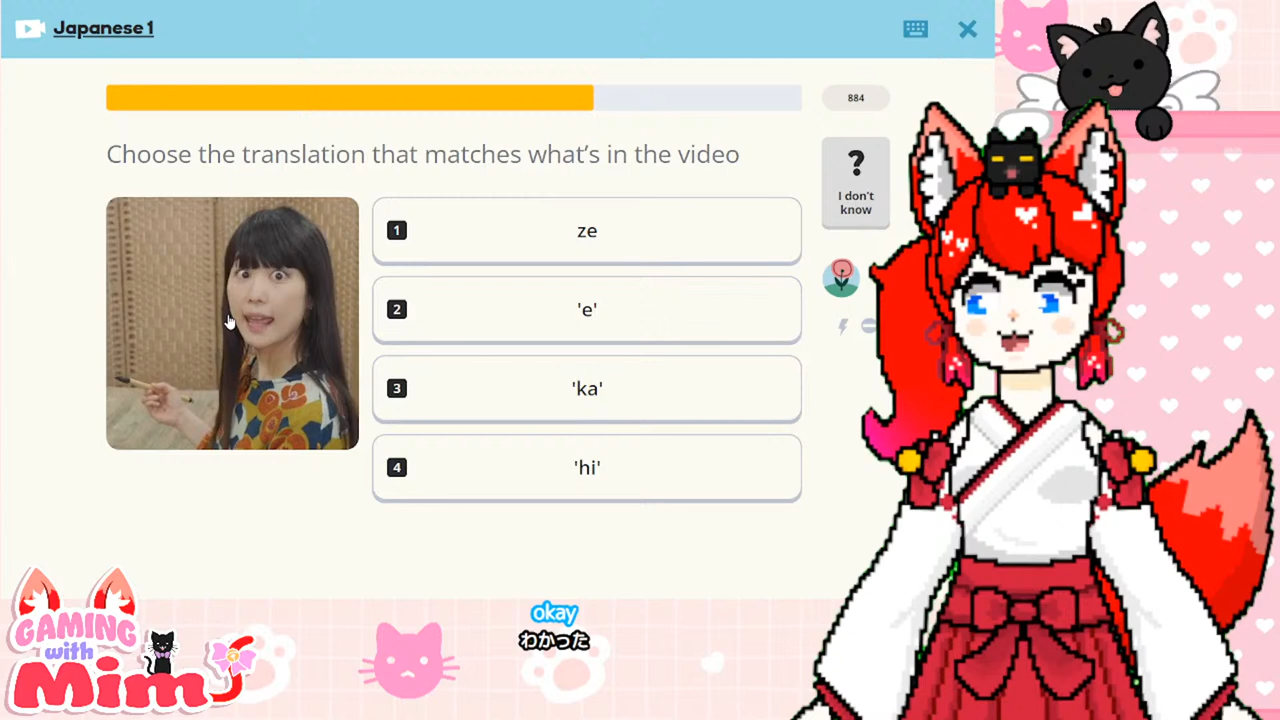 Japanese 1
884
Choose the translation that matches what's in the video
?
I don't
know
1 ze
2 'e'
3 'ka'
4 'hi'
okay
わかった
GAMING
with
Mim